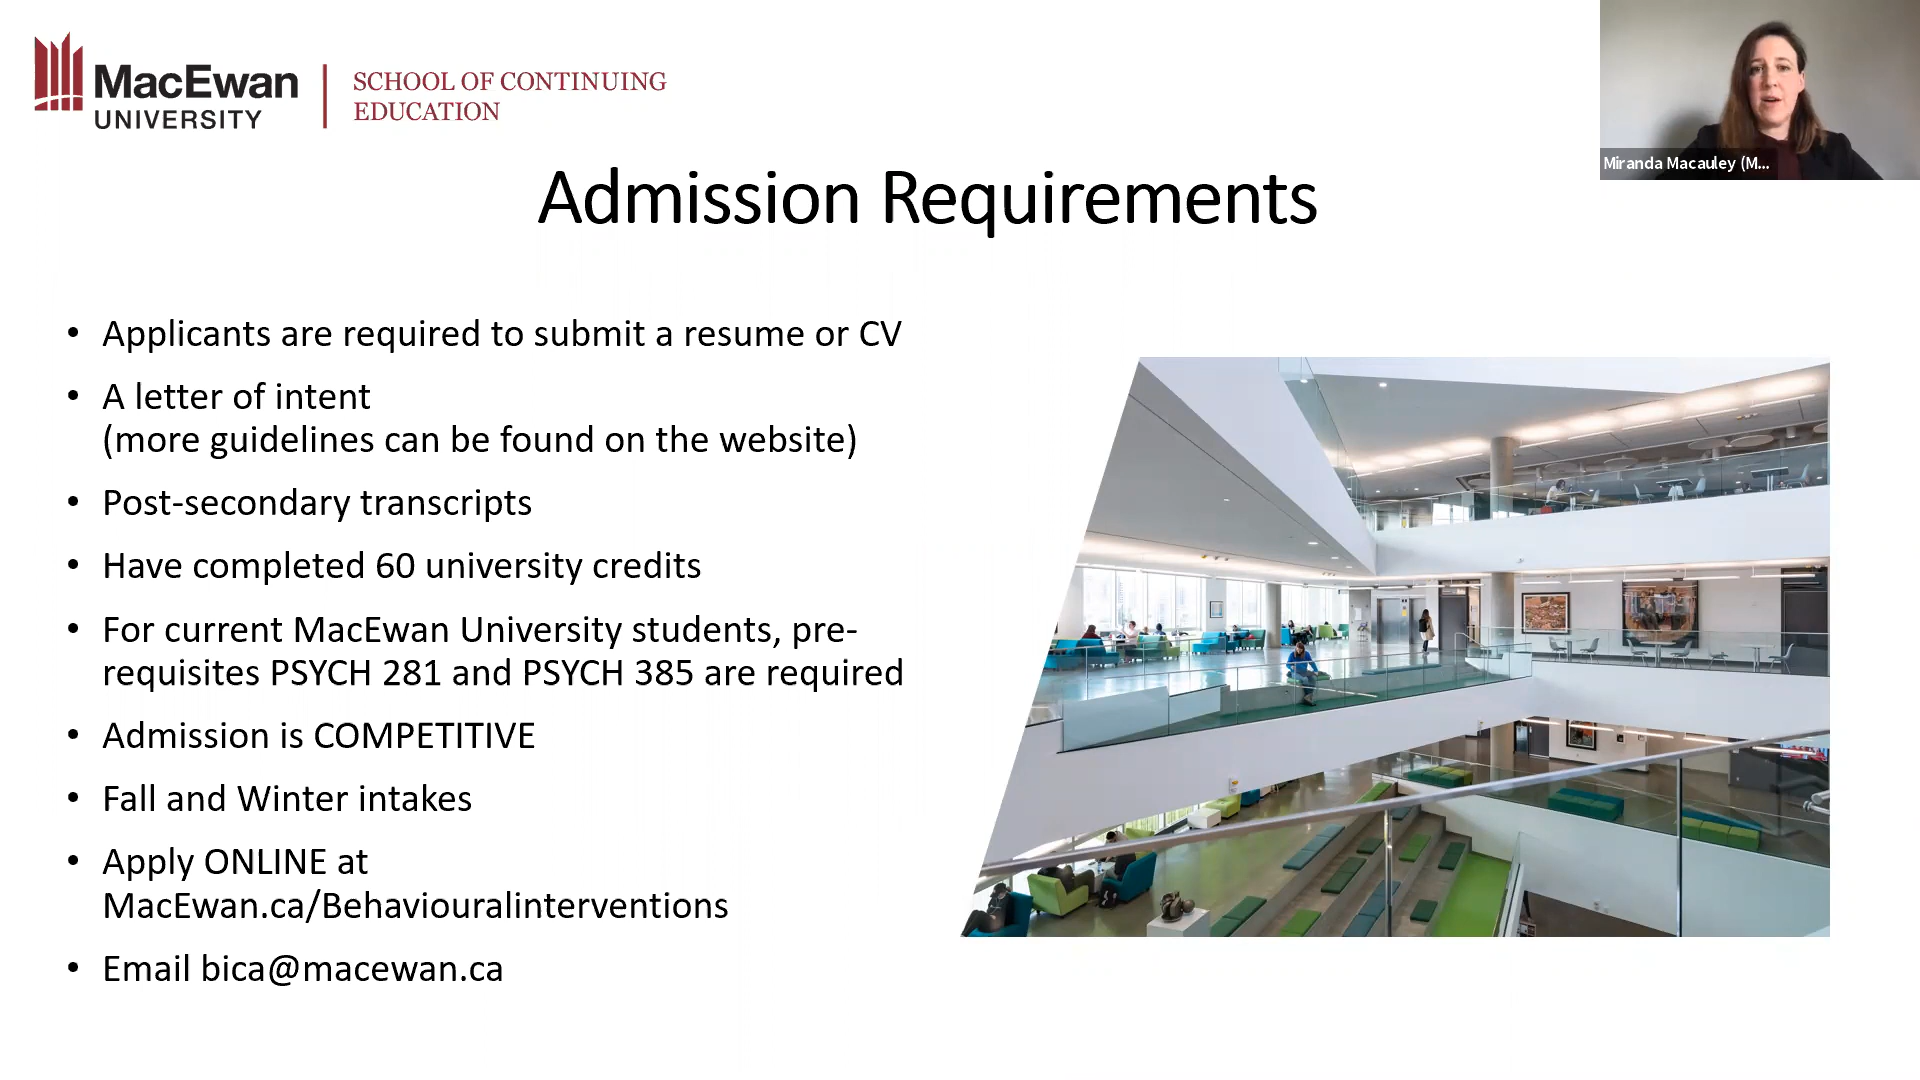 MacEwan
UNIVERSITY
SCHOOL OF CONTINUING
EDUCATION
Miranda Macauley (M...
Admission Requirements
• Applicants are required to submit a resume or CV
• A letter of intent
(more guidelines can be found on the website)
• Post-secondary transcripts
• Have completed 60 university credits
• For current MacEwan University students, pre-
requisites PSYCH 281 and PSYCH 385 are required
• Admission is COMPETITIVE
• Fall and Winter intakes
• Apply ONLINE at
MacEwan.ca/Behaviouralinterventions
• Email bica@macewan.ca